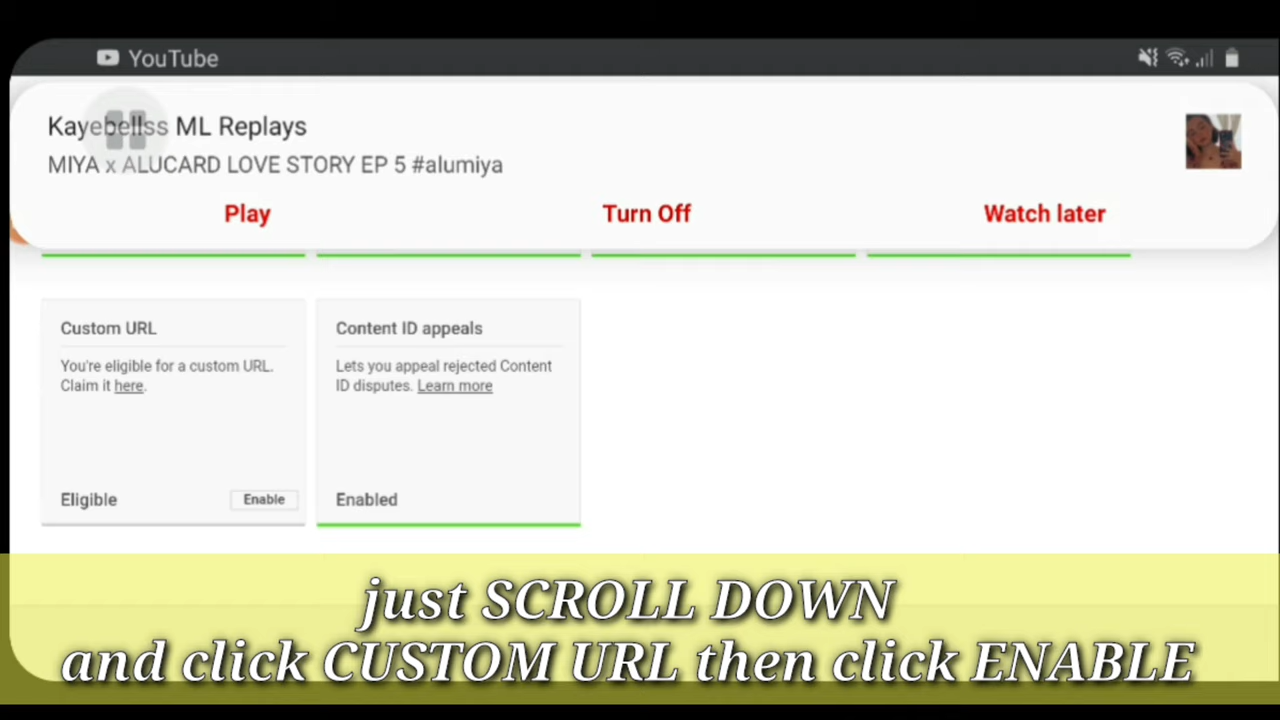 YouTube
Kayebellss ML Replays
MIYA x ALUCARD LOVE STORY EP 5 #alumiya
Play
Turn Off
Watch later
Custom URL
You're eligible for a custom URL.
Claim it here.
Eligible
Enable
Content ID appeals
Lets you appeal rejected Content
ID disputes. Learn more
Enabled
just SCROLL DOWN
and click CUSTOM URL then click ENABLE